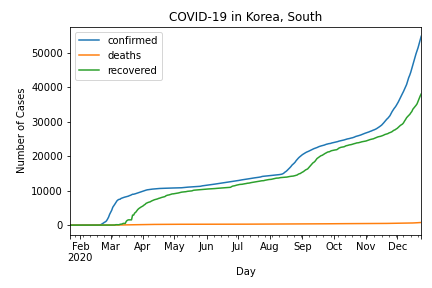 COVID-19 in Korea, South
confirmed
deaths
recovered
Number of Cases
50000
40000
30000
20000
10000
0
Feb Mar Apr May Jun Jul Aug Sep Oct Nov Dec
2020
Day